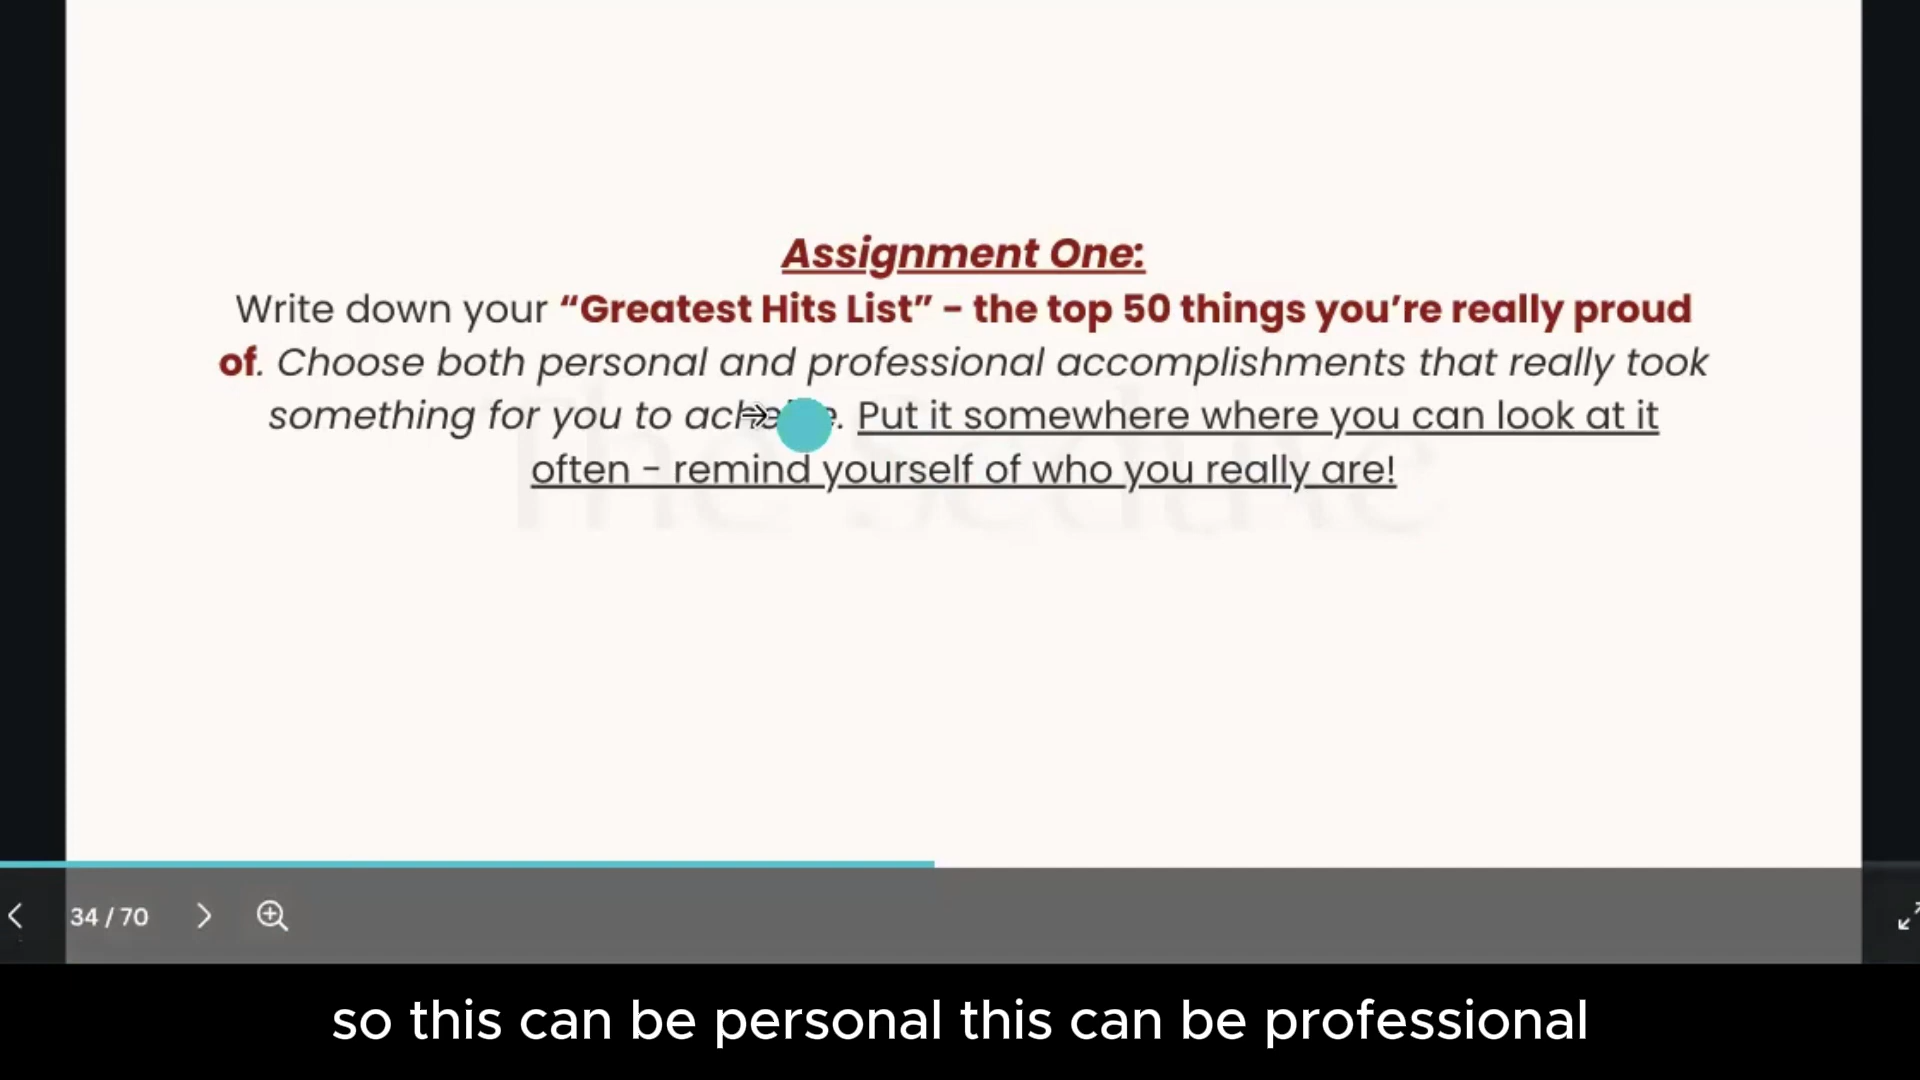 Assignment One:
Write down your “Greatest Hits List” - the top 50 things you’re really proud
of. Choose both personal and professional accomplishments that really took
something for you to . Put it somewhere where you can look at it
often - remind yourself of who you really are!
34 / 70
so this can be personal this can be professional